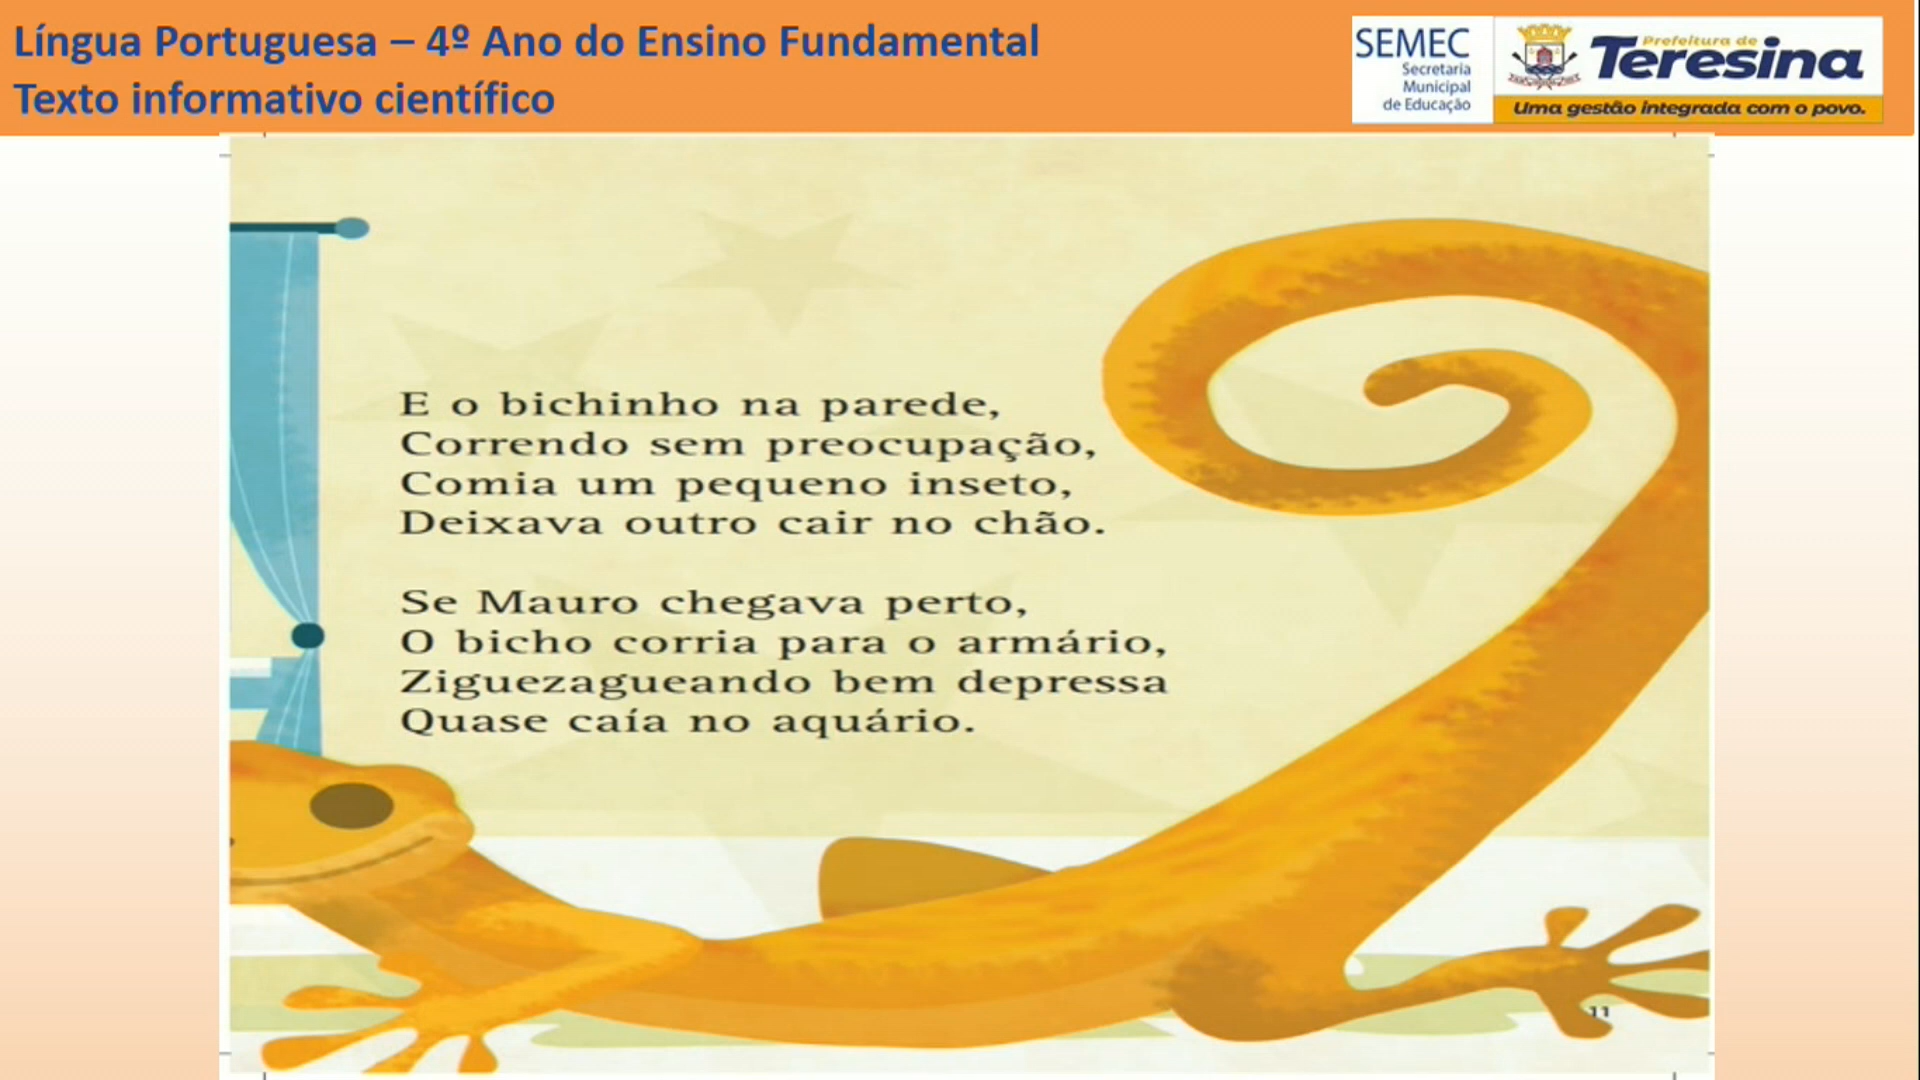 Língua Portuguesa – 4º Ano do Ensino Fundamental
Texto informativo científico
SEMEC
Secretaria
Municipal
de Educação
Prefeitura de
Teresina
Uma gestão integrada com o povo.
E o bichinho na parede,
Correndo sem preocupação,
Comia um pequeno inseto,
Deixava outro cair no chão.
Se Mauro chegava perto,
O bicho corria para o armário,
Ziguezagueando bem depressa
Quase caía no aquário.
11